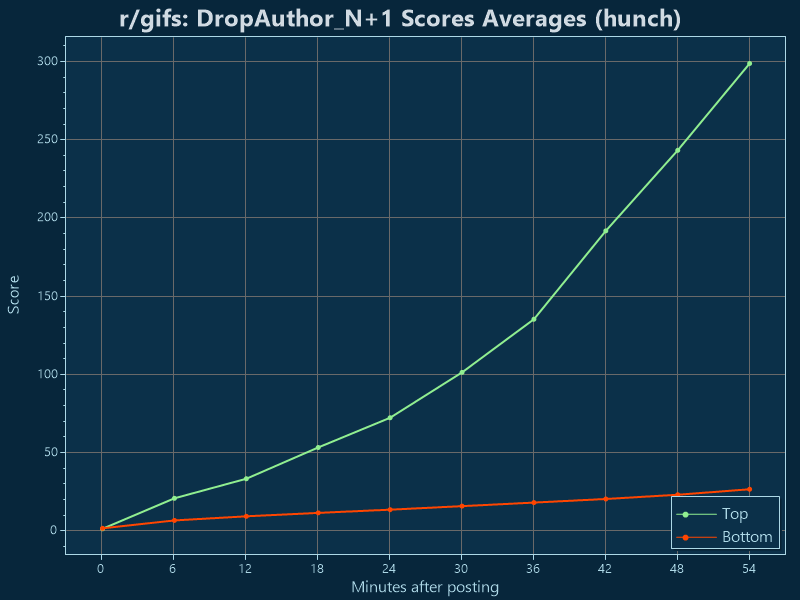 r/gifs: DropAuthor_N+1 Scores Averages (hunch)
300
250
200
150
100
50
0
Score
0 6 12 18 24 30 36 42 48 54
Minutes after posting
Top
Bottom